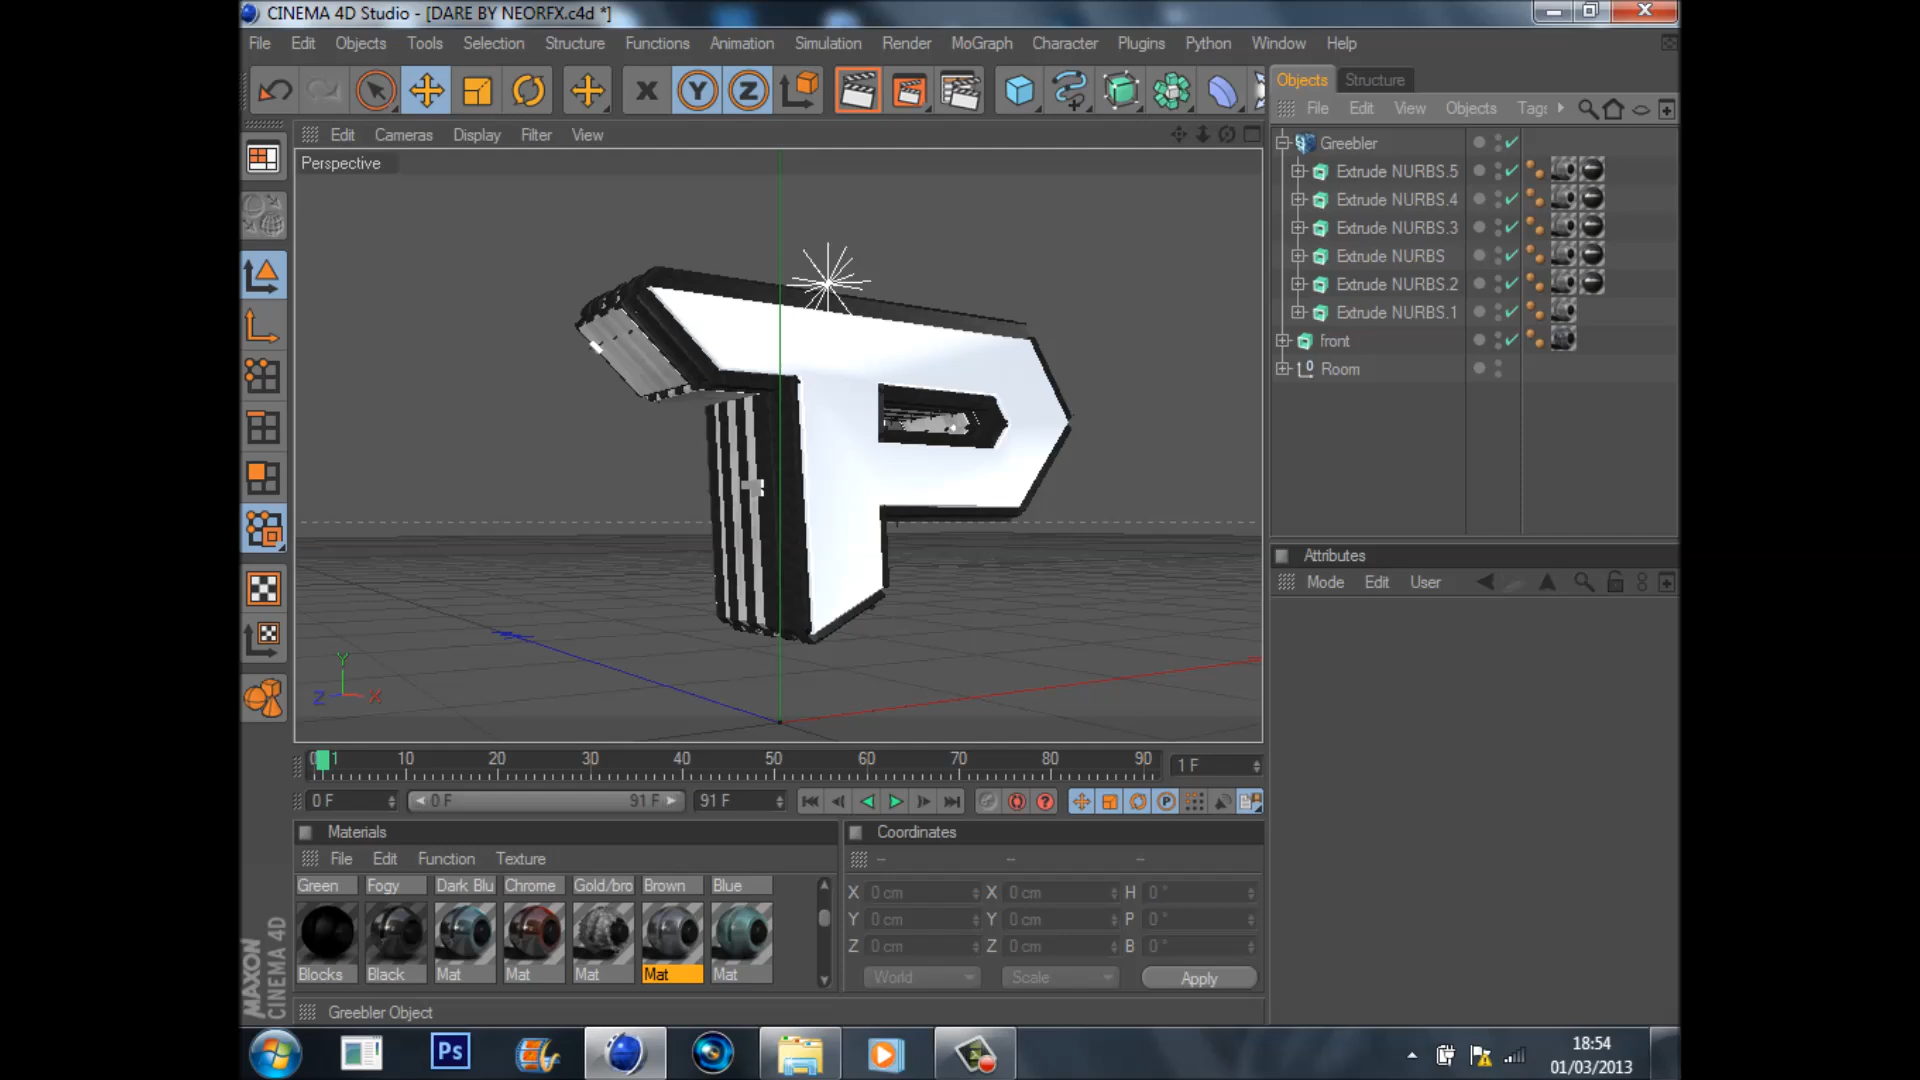 CINEMA 4D Studio - [DARE BY NEORFX.c4d *]
File Edit Objects Tools Selection Structure Functions Animation Simulation Render MoGraph Character Plugins Python Window Help
X Y Z
Objects Structure
File Edit View Objects Tags
Edit Cameras Display Filter View
Perspective
Greebler
Extrude NURBS.5
Extrude NURBS.4
Extrude NURBS.3
Extrude NURBS
Extrude NURBS.2
Extrude NURBS.1
front
Room
Attributes
Mode Edit User
Y
Z X
0 1 10 20 30 40 50 60 70 80 90 1 F
0 F 0 F 91 F 91 F
Materials
File Edit Function Texture
Green Fogy Dark Blu Chrome Gold/bro Brown Blue
Blocks Black Mat Mat Mat Mat Mat
Coordinates
-- -- --
X 0 cm X 0 cm H 0 °
Y 0 cm Y 0 cm P 0 °
Z 0 cm Z 0 cm B 0 °
World Scale Apply
MAXON
CINEMA 4D
Greebler Object
Ps
18:54
01/03/2013